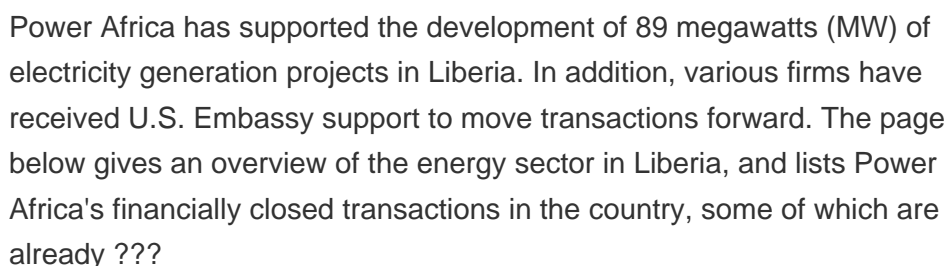 Power Africa has supported the development of 89 megawatts (MW) of
electricity generation projects in Liberia. In addition, various firms have
received U.S. Embassy support to move transactions forward. The page
below gives an overview of the energy sector in Liberia, and lists Power
Africa's financially closed transactions in the country, some of which are
already ???